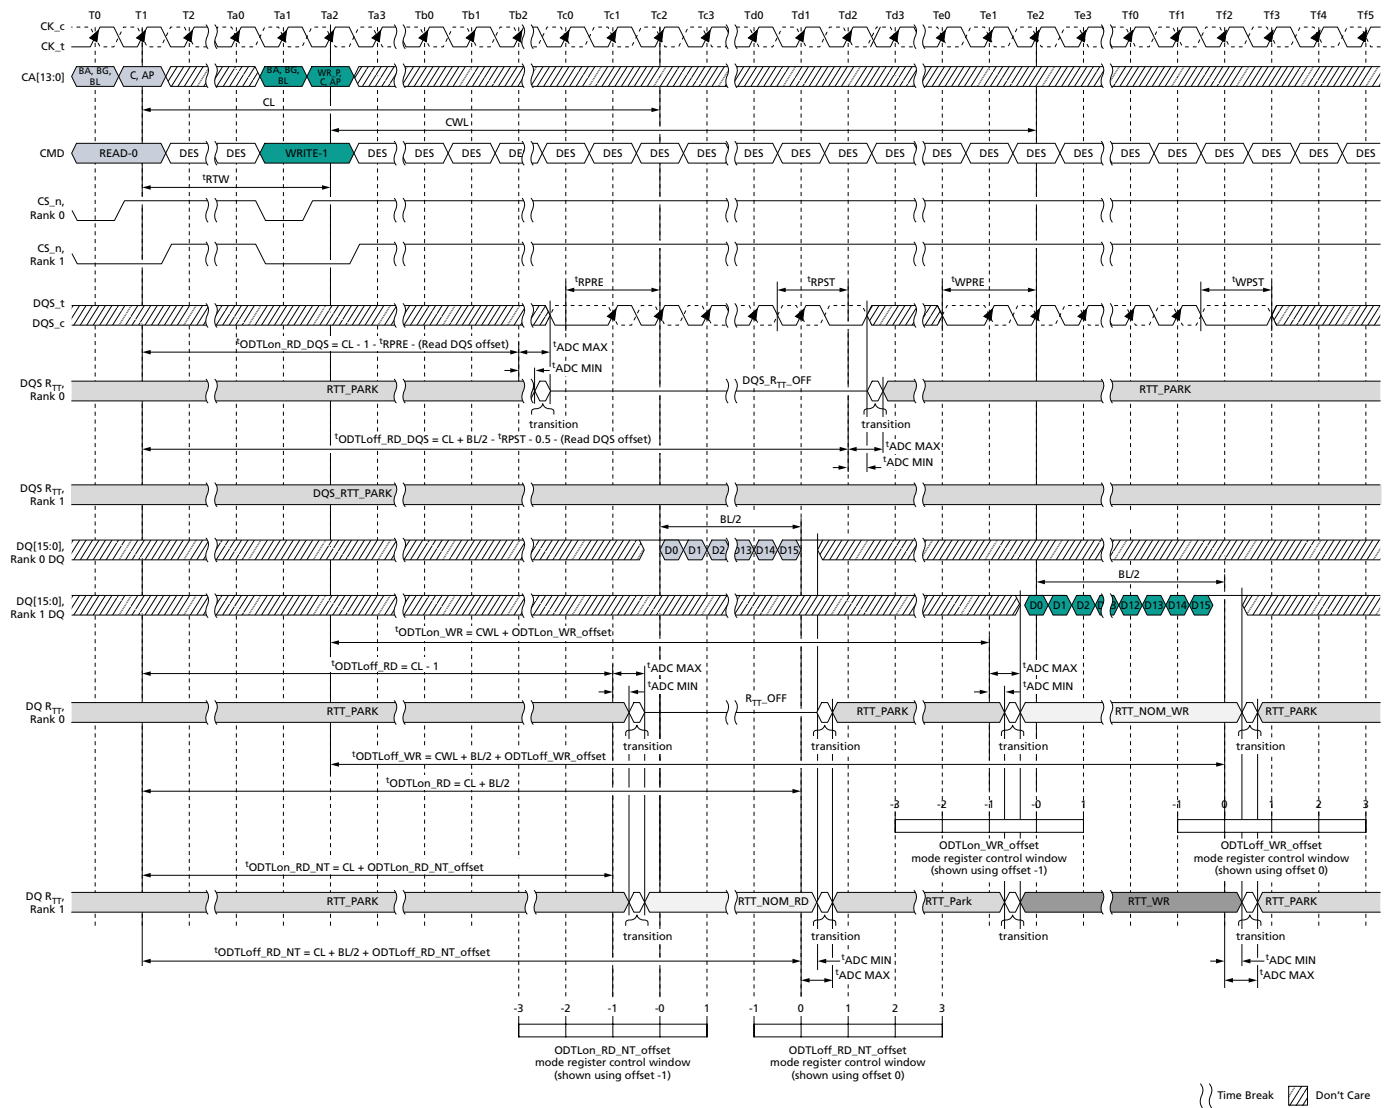 T0 T1 T2 Ta0 Ta1 Ta2 Ta3 Tb0 Tb1 Tb2 Tc0 Tc1 Tc2 Tc3 Td0 Td1 Td2 Td3 Te0 Te1 Te2 Te3 Tf0 Tf1 Tf2 Tf3 Tf4 Tf5
CK_c
CK_t
CA[13:0] BA, BG, BL C, AP BA, BG, BL WR_P, C, AP
CL
CWL
CMD READ-0 DES DES WRITE-1 DES DES DES DES DES DES DES DES DES DES DES DES DES DES DES DES DES DES DES DES DES
tRTW
CS_n,
Rank 0
CS_n,
Rank 1
tRPRE tRPST tWPRE tWPST
DQS_t
DQS_c
tODTLon_RD_DQS = CL - 1 - tRPRE - (Read DQS offset) tADC MAX
tADC MIN
DQS RTT,
Rank 0 RTT_PARK DQS_RTT_OFF RTT_PARK
transition transition
tODTLoff_RD_DQS = CL + BL/2 - tRPST - 0.5 - (Read DQS offset) tADC MAX
tADC MIN
DQS RTT,
Rank 1 DQS_RTT_PARK
BL/2
DQ[15:0],
Rank 0 DQ D0 D1 D2 D13 D14 D15
BL/2
DQ[15:0],
Rank 1 DQ D0 D1 D2 D12 D13 D14 D15
tODTLon_WR = CWL + ODTLon_WR_offset
tODTLoff_RD = CL - 1 tADC MAX tADC MAX
tADC MIN tADC MIN
DQ RTT,
Rank 0 RTT_PARK RTT_OFF RTT_PARK RTT_NOM_WR RTT_PARK
transition transition transition transition
tODTLoff_WR = CWL + BL/2 + ODTLoff_WR_offset
tODTLon_RD = CL + BL/2
-3 -2 -1 -0 1 -1 0 1 2 3
ODTLon_WR_offset
mode register control window
(shown using offset -1)
ODTLoff_WR_offset
mode register control window
(shown using offset 0)
tODTLon_RD_NT = CL + ODTLon_RD_NT_offset
DQ RTT,
Rank 1 RTT_PARK RTT_NOM_RD RTT_Park RTT_WR RTT_PARK
transition transition transition transition
tODTLoff_RD_NT = CL + BL/2 + ODTLoff_RD_NT_offset tADC MIN tADC MIN
tADC MAX tADC MAX
-3 -2 -1 -0 1 -1 0 1 2 3
ODTLon_RD_NT_offset
mode register control window
(shown using offset -1)
ODTLoff_RD_NT_offset
mode register control window
(shown using offset 0)
Time Break Don't Care